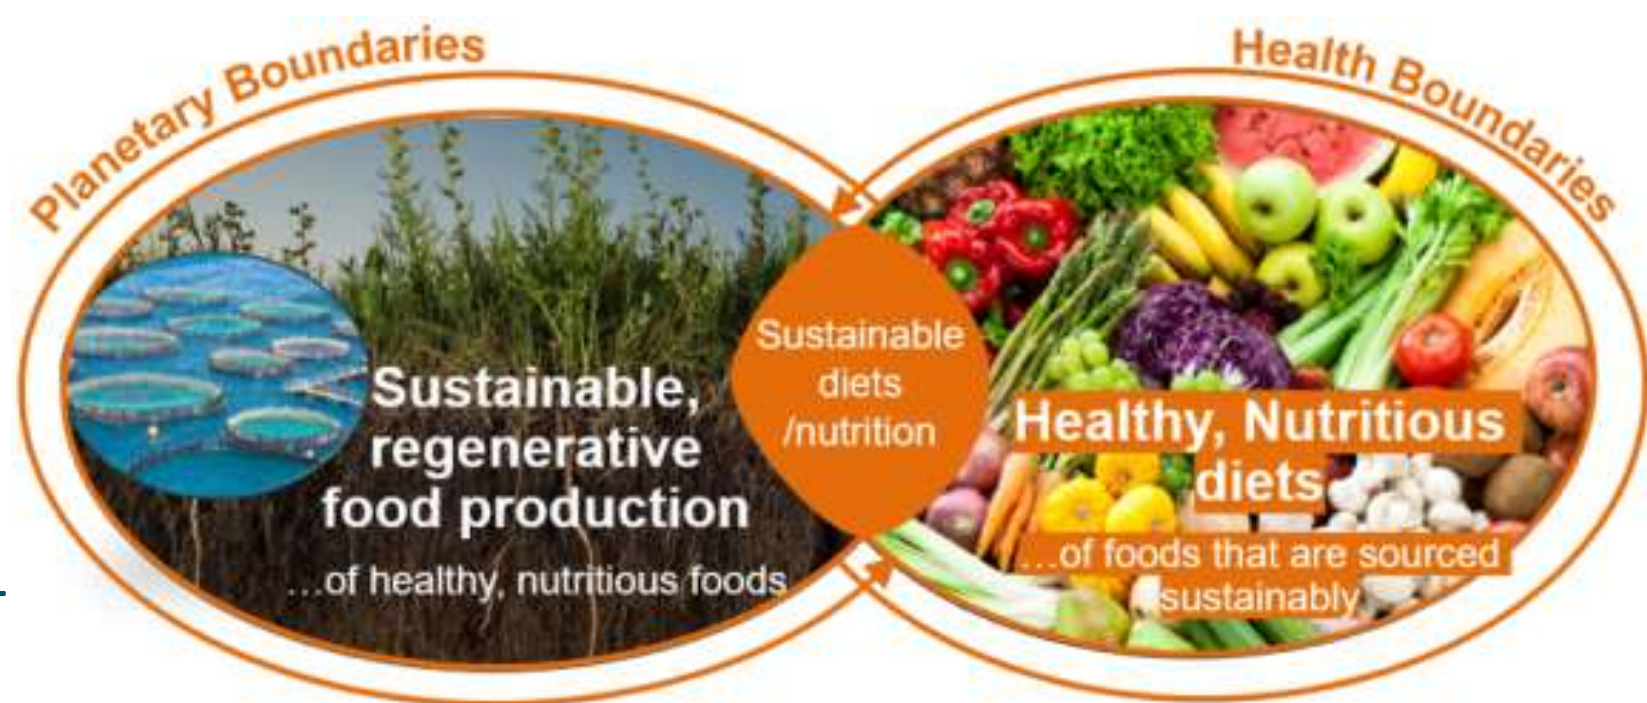 Planetary Boundaries
Health Boundaries
Sustainable,
regenerative
food production
...of healthy, nutritious foods
Sustainable
diets
/nutrition
Healthy, Nutritious
diets
...of foods that are sourced
sustainably